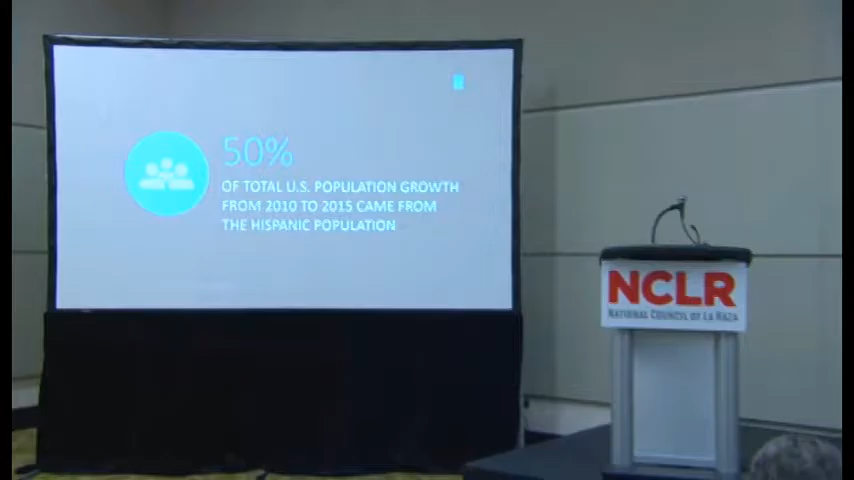 50%
OF TOTAL U.S. POPULATION GROWTH
FROM 2010 TO 2015 CAME FROM
THE HISPANIC POPULATION
NCLR
NATIONAL COUNCIL OF LA RAZA